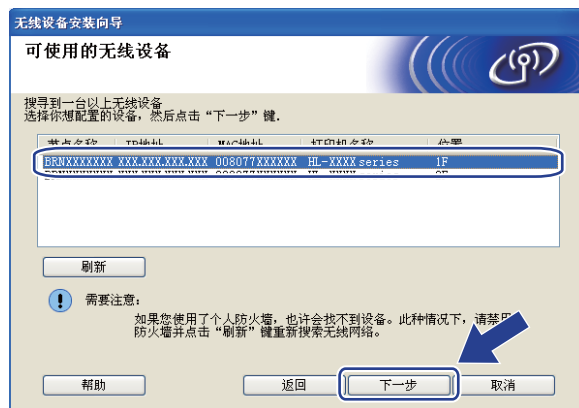 无线设备安装向导
可使用的无线设备
搜寻到一台以上无线设备
选择你想配置的设备，然后点击“下一步”键.
节点名称 IP地址 MAC地址 打印机名称 位置
BRNXXXXXXX XXX.XXX.XXX.XXX 008077XXXXXX HL-XXXX series 1F
刷新
需要注意：
如果您使用了个人防火墙，也许会找不到设备。此种情况下，请禁用
防火墙并点击“刷新”键重新搜索无线网络。
帮助 返回 下一步 取消